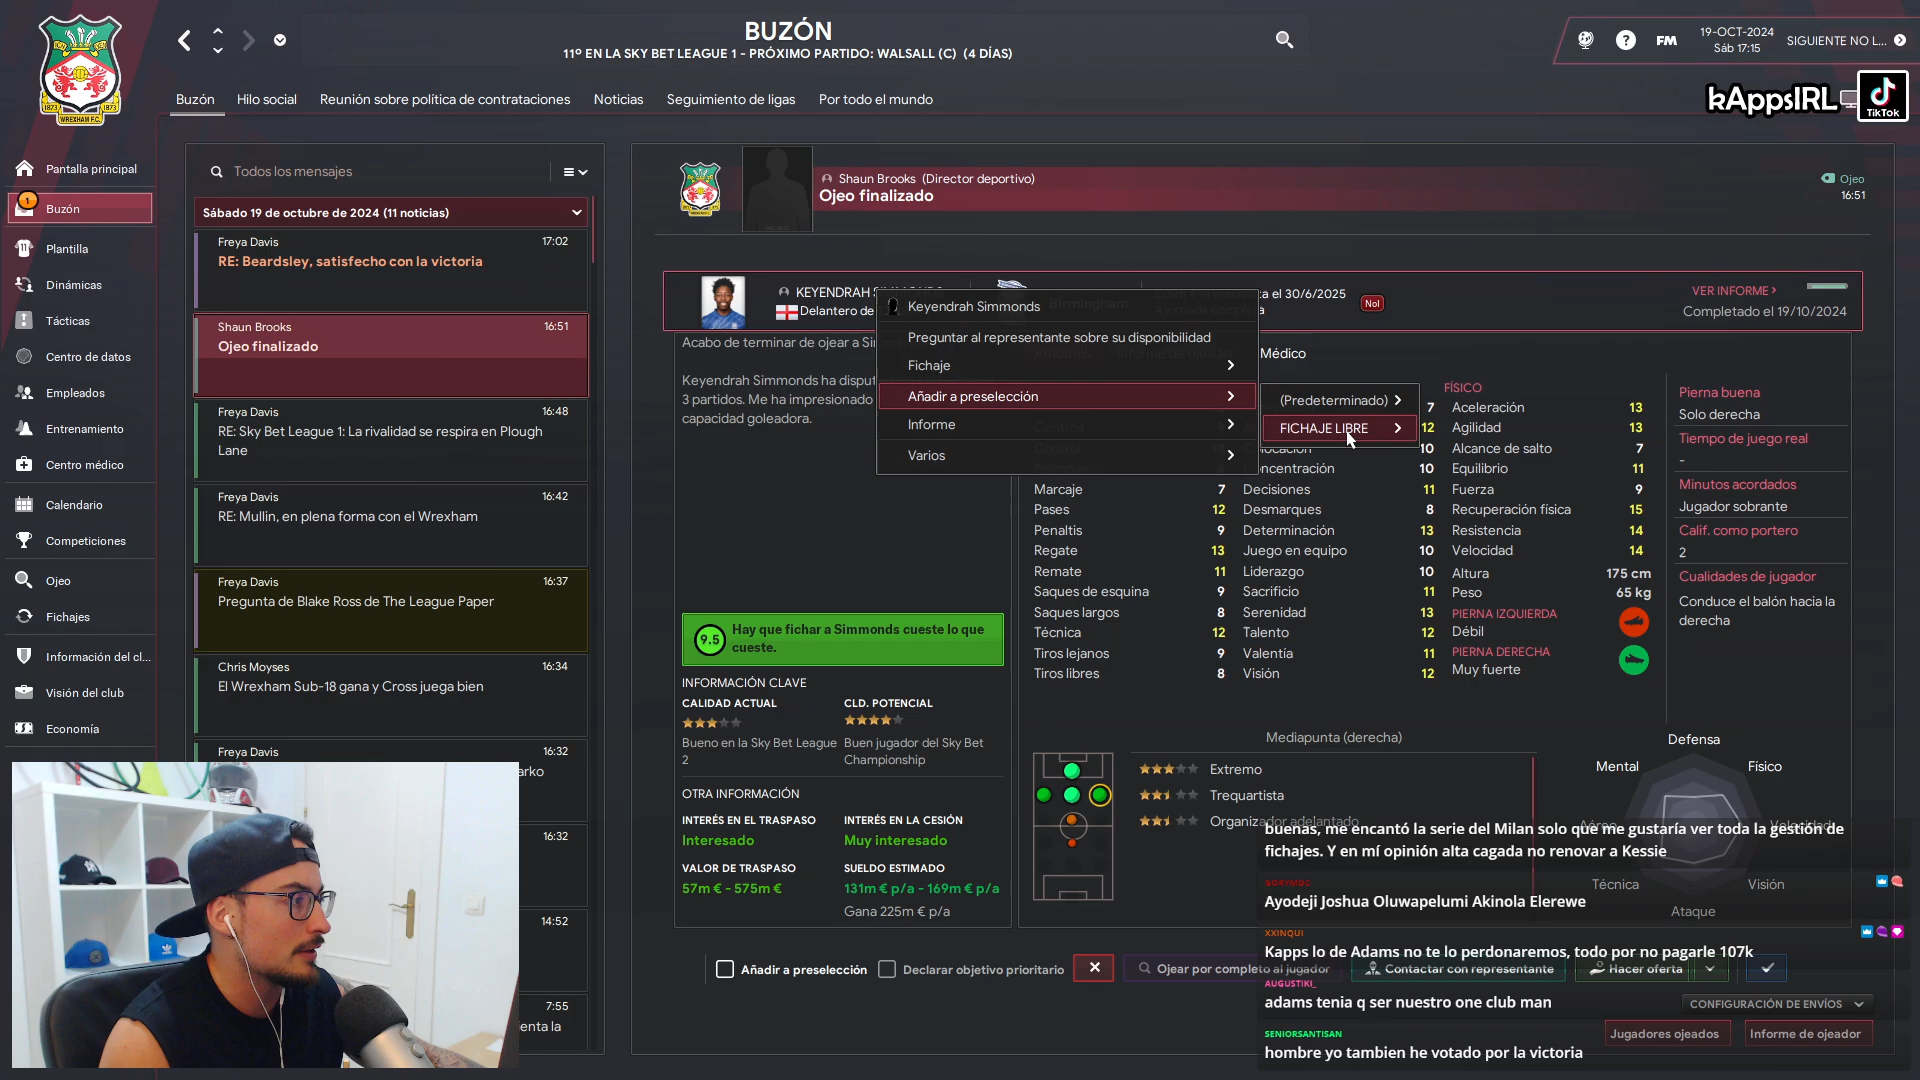 BUZÓN
11º EN LA SKY BET LEAGUE 1 - PRÓXIMO PARTIDO: WALSALL (C) (4 DÍAS)
FM
19-OCT-2024
Sáb 17:15
SIGUIENTE NO L...
Buzón
Hilo social
Reunión sobre política de contrataciones
Noticias
Seguimiento de ligas
Por todo el mundo
kAppsIRL
TikTok
1873
WREXHAM F.C.
Pantalla principal
1
Buzón
Plantilla
Dinámicas
Tácticas
Centro de datos
Empleados
Entrenamiento
Centro médico
Calendario
Competiciones
Ojeo
Fichajes
Información del cl...
Visión del club
Economía
Todos los mensajes
Sábado 19 de octubre de 2024 (11 noticias)
Freya Davis 17:02
RE: Beardsley, satisfecho con la victoria
Shaun Brooks 16:51
Ojeo finalizado
Freya Davis 16:48
RE: Sky Bet League 1: La rivalidad se respira en Plough
Lane
Freya Davis 16:42
RE: Mullin, en plena forma con el Wrexham
Freya Davis 16:37
Pregunta de Blake Ross de The League Paper
Chris Moyses 16:34
El Wrexham Sub-18 gana y Cross juega bien
Freya Davis 16:32
arko
16:32
14:52
7:55
enta la
Shaun Brooks (Director deportivo)
Ojeo finalizado
Ojeo
16:51
KEYENDRAH
Delantero de
Birmingham
el 30/6/2025
Nol
VER INFORME >
Completado el 19/10/2024
Acabo de terminar de ojear a
Keyendrah Simmonds ha
3 partidos. Me ha impresionado
capacidad goleadora.
Keyendrah Simmonds
Preguntar al representante sobre su disponibilidad
Fichaje
Añadir a preselección
Informe
Varios
(Predeterminado)
FICHAJE LIBRE
9.5
Hay que fichar a Simmonds cueste lo que
cueste.
INFORMACIÓN CLAVE
CALIDAD ACTUAL
CLD. POTENCIAL
Bueno en la Sky Bet League
2
Buen jugador del Sky Bet
Championship
OTRA INFORMACIÓN
INTERÉS EN EL TRASPASO
INTERÉS EN LA CESIÓN
Interesado
Muy interesado
VALOR DE TRASPASO
SUELDO ESTIMADO
57m € - 575m €
131m € p/a - 169m € p/a
Gana 225m € p/a
Médico
7
12
10
Concentración 10
Marcaje 7
Decisiones 11
Pases 12
Desmarques 8
Penaltis 9
Determinación 13
Regate 13
Juego en equipo 10
Remate 11
Liderazgo 10
Saques de esquina 9
Sacrificio 11
Saques largos 8
Serenidad 13
Técnica 12
Talento 12
Tiros lejanos 9
Valentía 11
Tiros libres 8
Visión 12
FÍSICO
Aceleración 13
Agilidad 13
Alcance de salto 7
Equilibrio 11
Fuerza 9
Recuperación física 15
Resistencia 14
Velocidad 14
Altura 175 cm
Peso 65 kg
PIERNA IZQUIERDA
Débil
PIERNA DERECHA
Muy fuerte
Pierna buena
Solo derecha
Tiempo de juego real
-
Minutos acordados
Jugador sobrante
Calif. como portero
2
Cualidades de jugador
Conduce el balón hacia la
derecha
Mediapunta (derecha)
Extremo
Trequartista
Organizador adelantado
Defensa
Mental
Físico
Aéreo
Velocidad
Técnica
Visión
Ataque
Añadir a preselección
Declarar objetivo prioritario
Ojear por completo al jugador
Contactar con representante
Hacer oferta
CONFIGURACIÓN DE ENVÍOS
Jugadores ojeados
Informe de ojeador
buenas, me encantó la serie del Milan solo que me gustaría ver toda la gestión de
fichajes. Y en mí opinión alta cagada no renovar a Kessie
Ayodeji Joshua Oluwapelumi Akinola Elerewe
XXINQUI
Kapps lo de Adams no te lo perdonaremos, todo por no pagarle 107k
AUGUSTIKI_
adams tenia q ser nuestro one club man
SENIORSANTISAN
hombre yo tambien he votado por la victoria